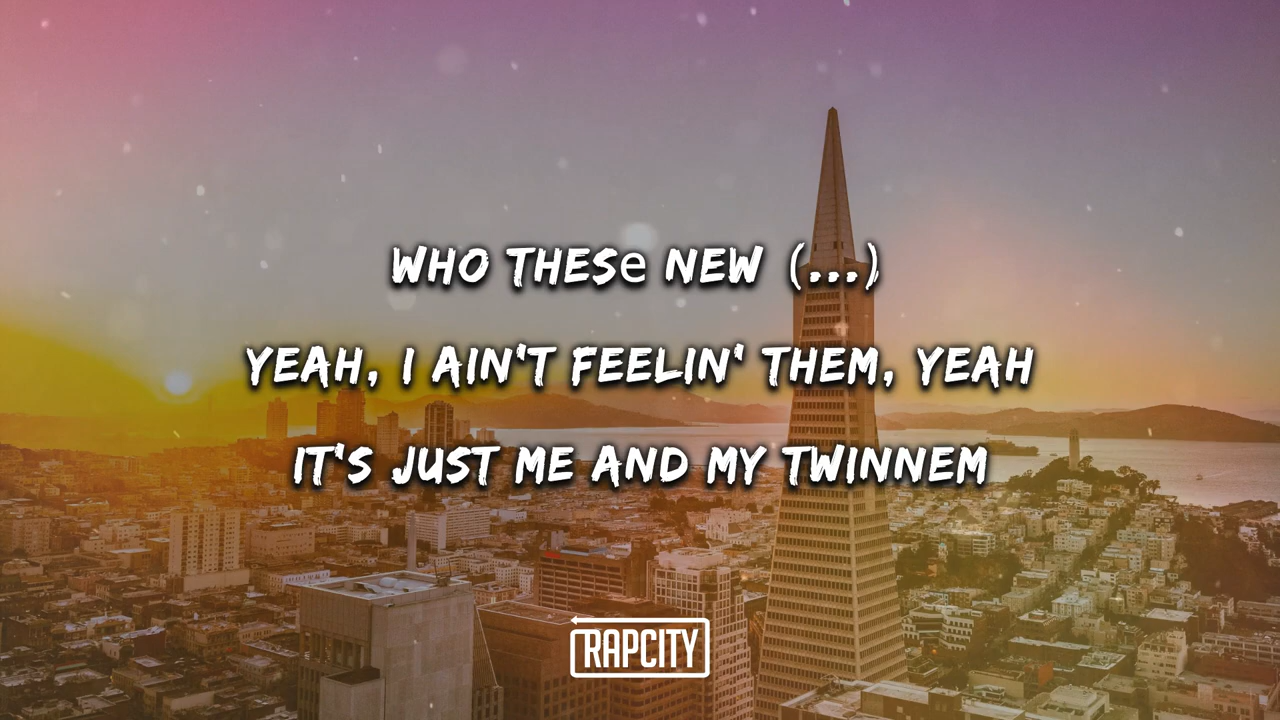 WHO THESe NEW (...)
YEAH, I AIN'T FEELIN' THEM, YEAH
IT'S JUST ME AND MY TWINNEM
RAPCITY